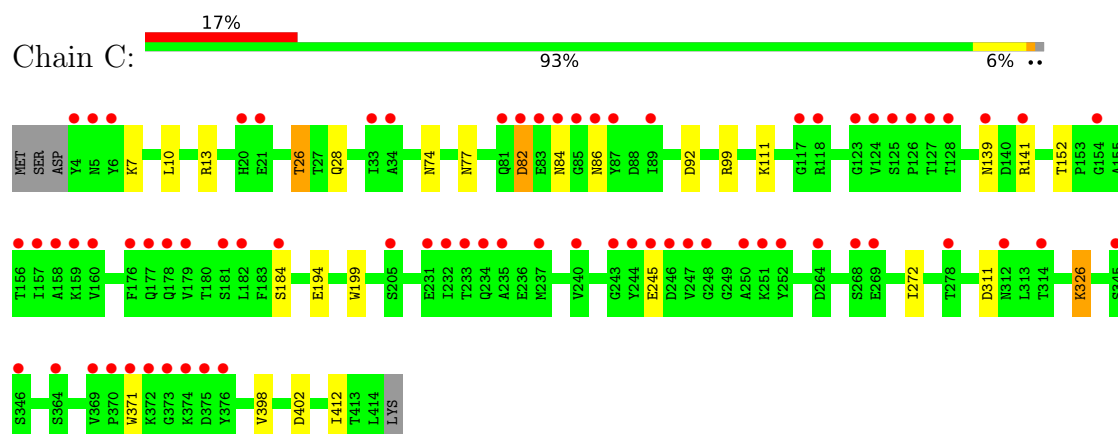 17%
Chain C:
93% 6% ••
MET SER ASP Y4 N5 Y6 K7 L10 R13 H20 E21 T26 T27 Q28 I33 A34 N74 N77 Q81 D82 E83 N84 G85 N86 Y87 D88 I89 D92 R99 K111 G117 R118 G123 V124 S125 P126 T127 T128 N139 D140 R141 T152 P153 G154 A155
T156 I157 A158 K159 V160 F176 Q177 Q178 V179 T180 S181 L182 F183 S184 E194 W199 S205 E231 I232 T233 Q234 A235 E236 M237 V240 G243 Y244 E245 D246 V247 G248 G249 A250 K251 Y252 D264 S268 E269 I272 T278 D311 N312 L313 T314 K326 S345
S346 S364 V369 P370 W371 K372 G373 K374 D375 Y376 V398 D402 I412 T413 L414 LYS